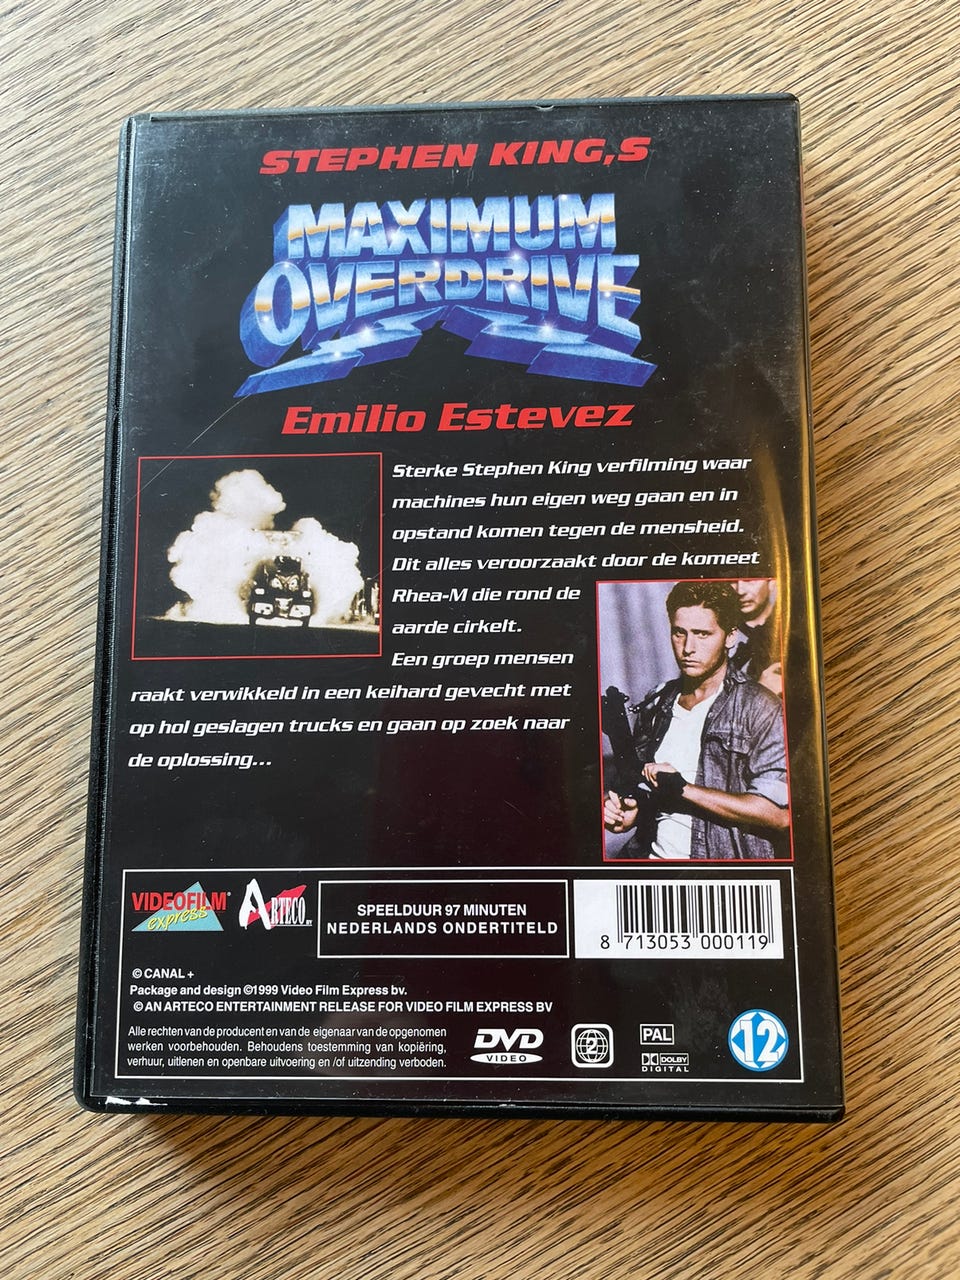 STEPHEN KING,S
MAXIMUM
OVERDRIVE
Emilio Estevez
Sterke Stephen King verfilming waar
machines hun eigen weg gaan en in
opstand komen tegen de mensheid.
Dit alles veroorzaakt door de komeet
Rhea-M die rond de
aarde cirkelt.
Een groep mensen
raakt verwikkeld in een keihard gevecht met
op hol geslagen trucks en gaan op zoek naar
de oplossing...
VIDEOFILM®
express
ARTECO BV
SPEELDUUR 97 MINUTEN
NEDERLANDS ONDERTITELD
8 713053 000119
© CANAL +
Package and design ©1999 Video Film Express bv.
© AN ARTECO ENTERTAINMENT RELEASE FOR VIDEO FILM EXPRESS BV
Alle rechten van de producent en van de eigenaar van de opgenomen
werken voorbehouden. Behoudens toestemming van kopiëring,
verhuur, uitlenen en openbare uitvoering en /of uitzending verboden.
DVD
VIDEO
2
PAL
DOLBY
DIGITAL
12